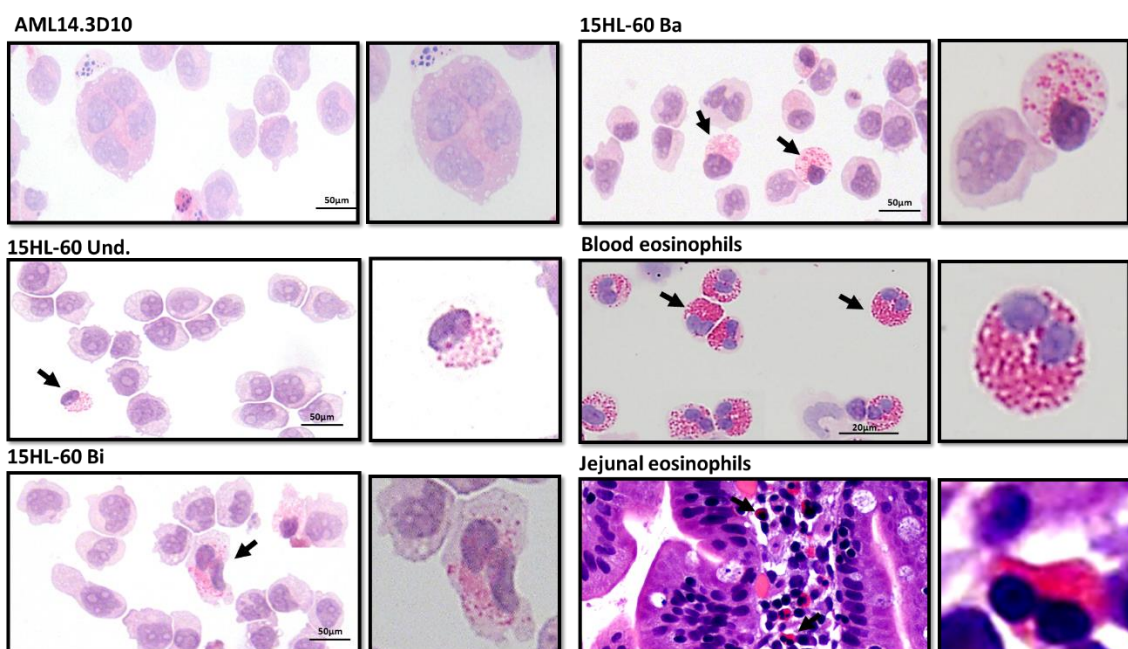 AML14.3D10
50µm
15HL-60 Und.
50µm
15HL-60 Bi
50µm
15HL-60 Ba
50µm
Blood eosinophils
20µm
Jejunal eosinophils